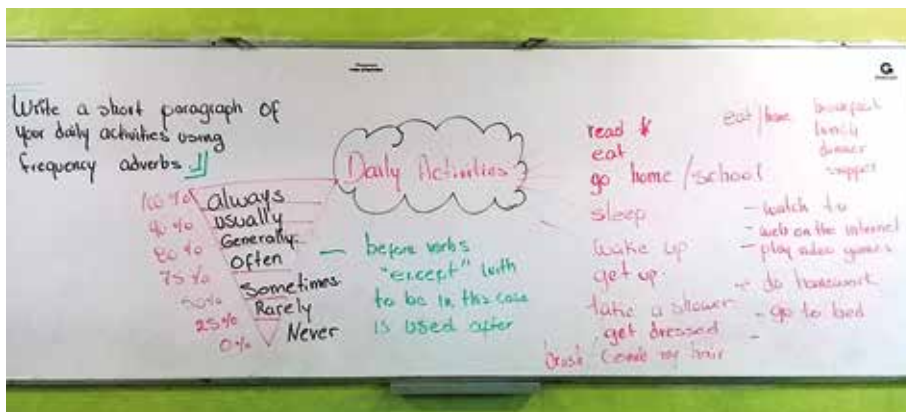 Write a short paragraph of
your daily activities using
frequency adverbs.
Daily Activities
100% always
90% usually
80% Generally
75% often
50% Sometimes
25% Rarely
0% Never
before verbs
"except" with
to be in this case
is used after
read
eat
go home / school
sleep
wake up
get up
take a shower
get dressed
brush / comb my hair
eat / have
breakfast
lunch
dinner
supper
- watch tv
- web on the internet
- play video games
- do homework
- go to bed
-
G